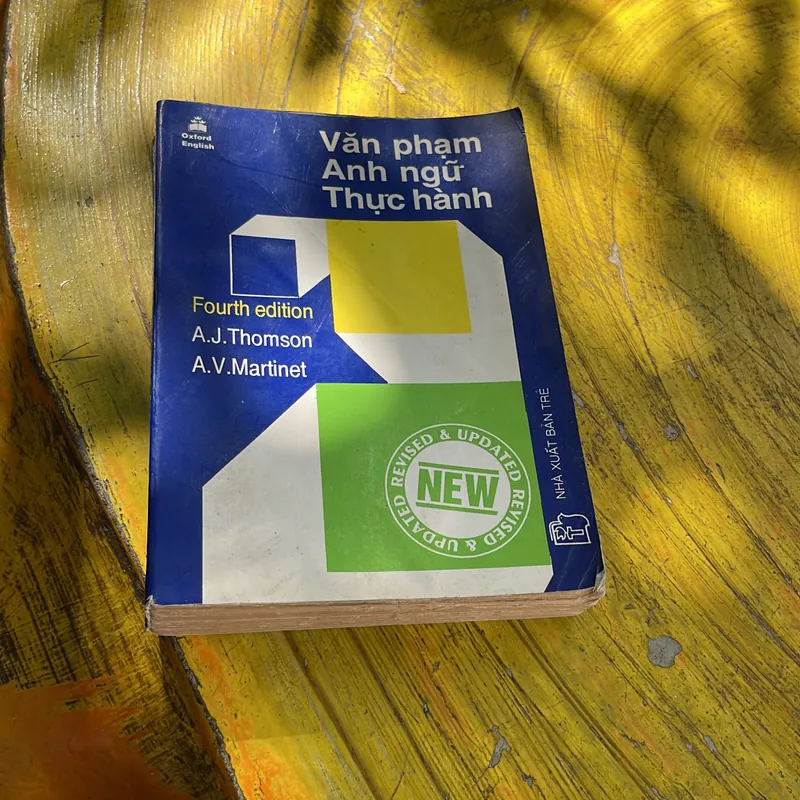 Oxford
English
Văn phạm
Anh ngữ
Thực hành
Fourth edition
A.J.Thomson
A.V.Martinet
REVISED & UPDATED REVISED & UPDATED
NEW
NHÀ XUẤT BẢN TRẺ